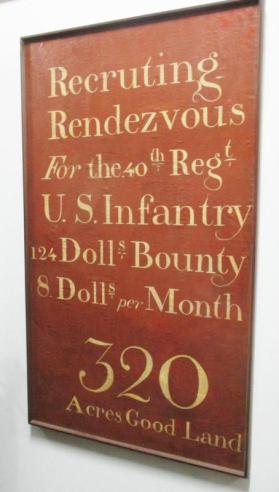 Recruting
Rendezvous
For the 40th Regt
U. S. Infantry
124 Dolls Bounty
8 Dolls per Month
320
Acres Good Land